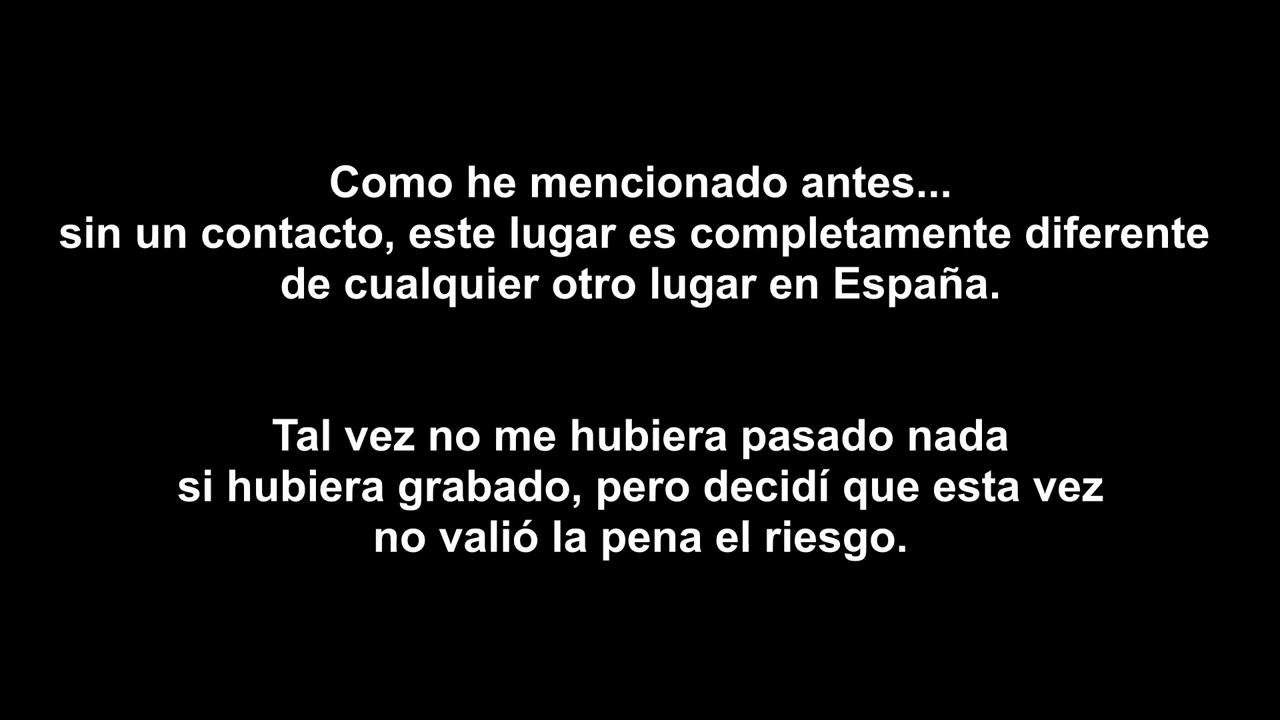 Como he mencionado antes...
sin un contacto, este lugar es completamente diferente
de cualquier otro lugar en España.
Tal vez no me hubiera pasado nada
si hubiera grabado, pero decidí que esta vez
no valió la pena el riesgo.